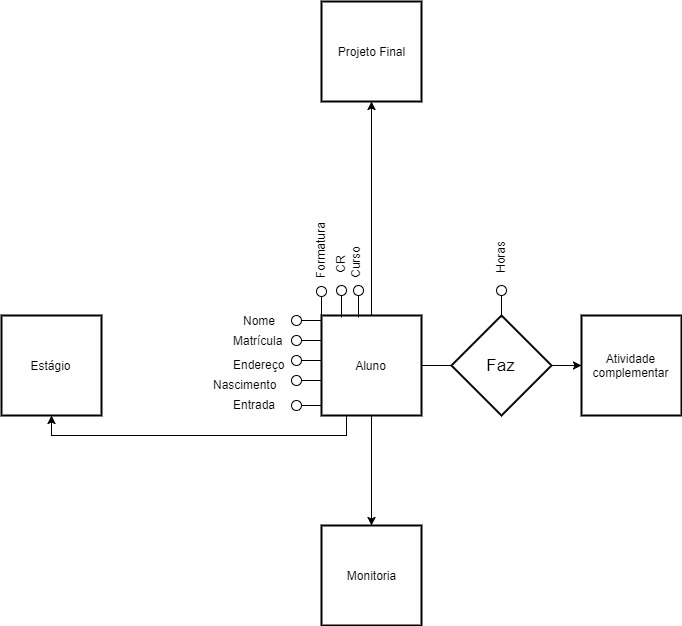 Projeto Final
Formatura
CR
Curso
Horas
Nome
Matrícula
Endereço
Nascimento
Entrada
Estágio
Aluno
Faz
Atividade
complementar
Monitoria